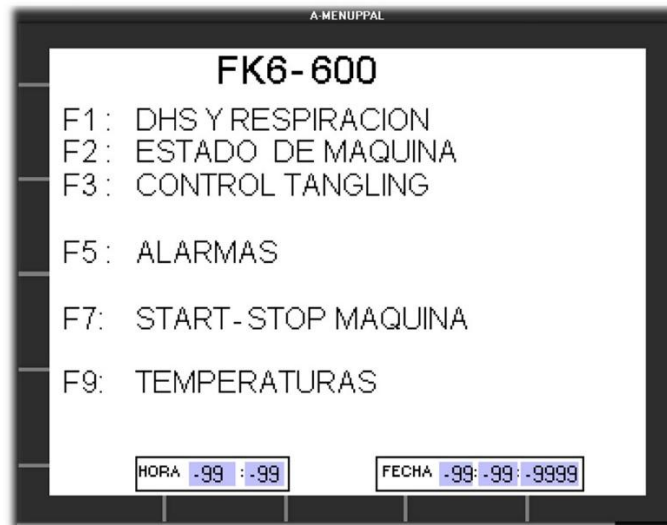 A-MENUPPAL
FK6-600
F1: DHS Y RESPIRACION
F2: ESTADO DE MAQUINA
F3: CONTROL TANGLING
F5: ALARMAS
F7: START-STOP MAQUINA
F9: TEMPERATURAS
HORA -99 :-99 FECHA -99:-99:-9999